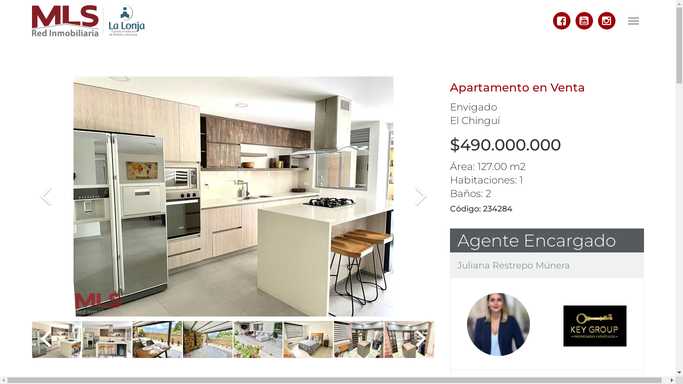 MLS
Red Inmobiliaria
La Lonja
Apartamento en Venta
Envigado
El Chinguí
$490.000.000
Área: 127.00 m2
Habitaciones: 1
Baños: 2
Código: 234284
Agente Encargado
Juliana Restrepo Múnera
MLS
KEY GROUP